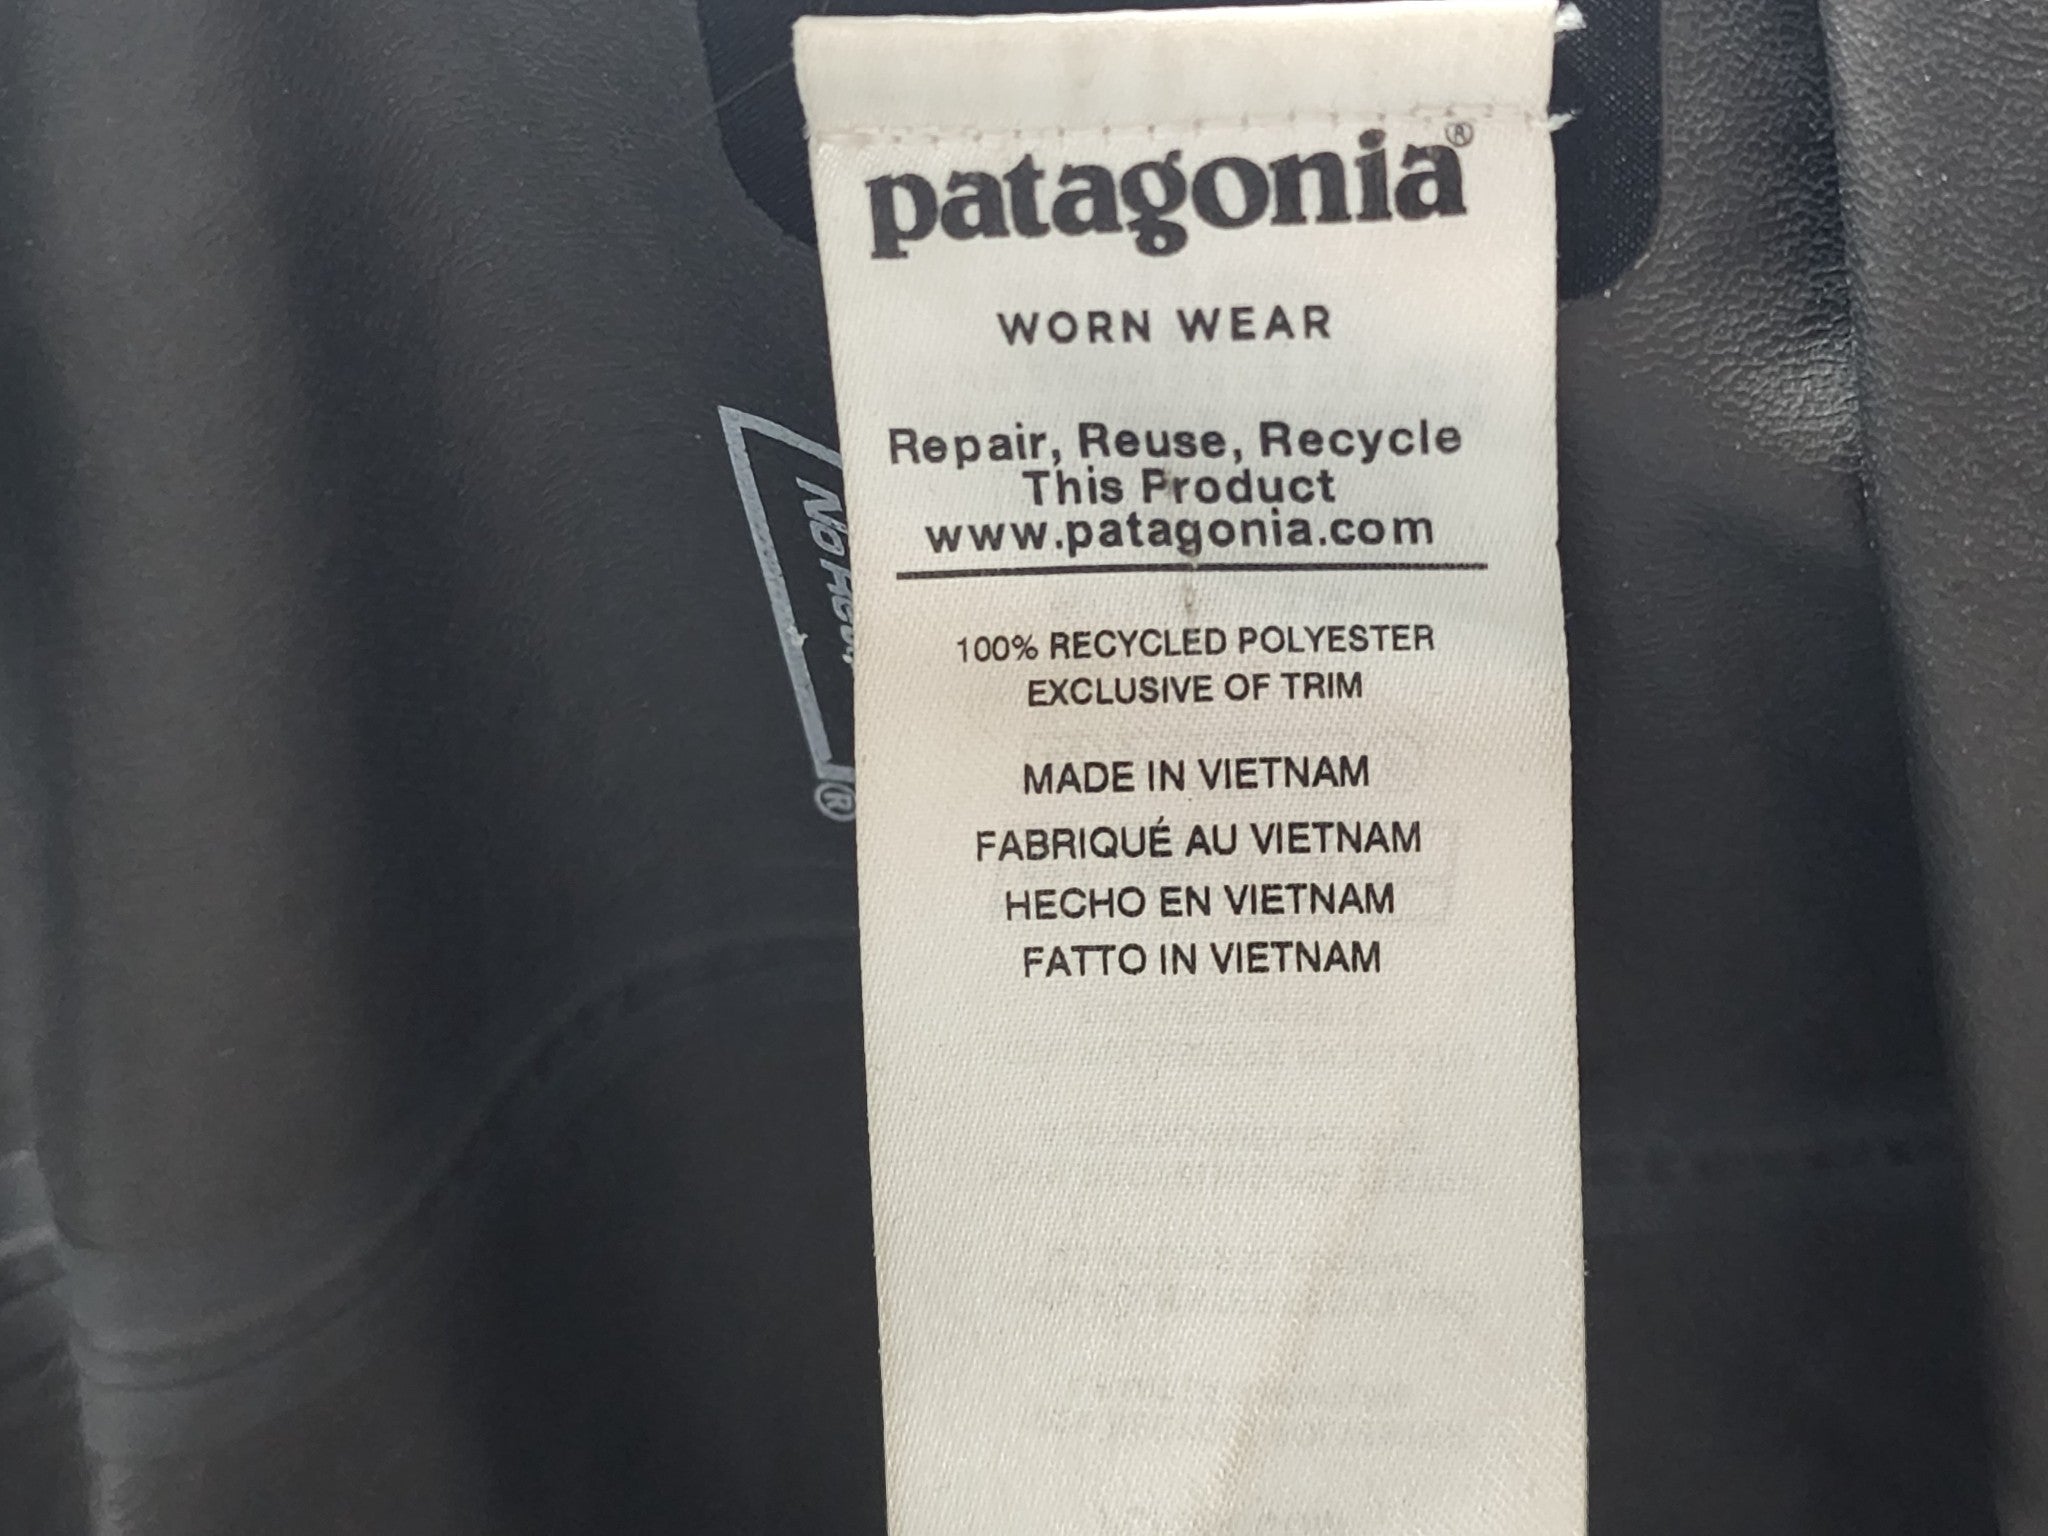 patagonia®
WORN WEAR
Repair, Reuse, Recycle
This Product
www.patagonia.com
100% RECYCLED POLYESTER
EXCLUSIVE OF TRIM
MADE IN VIETNAM
FABRIQUÉ AU VIETNAM
HECHO EN VIETNAM
FATTO IN VIETNAM
®